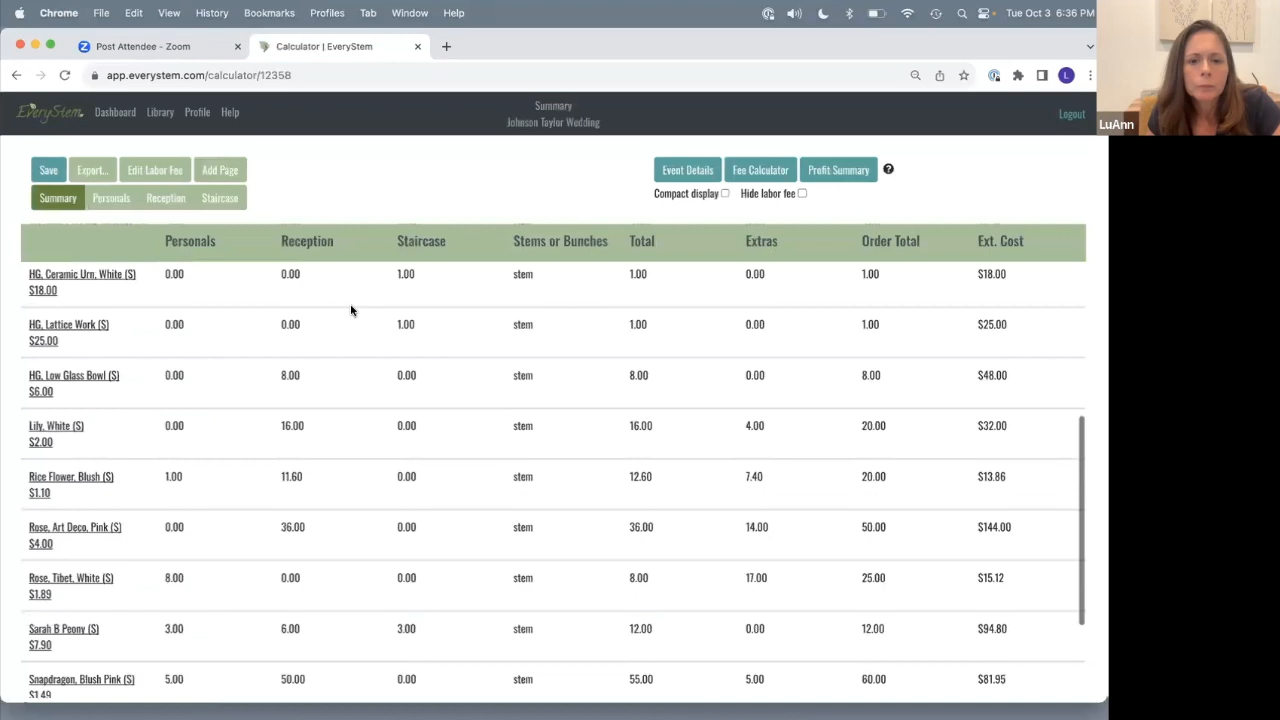 Chrome File Edit View History Bookmarks Profiles Tab Window Help Tue Oct 3 6:36 PM
Post Attendee - Zoom
Calculator | EveryStem
app.everystem.com/calculator/12358
L
EveryStem Dashboard Library Profile Help
Summary
Johnson Taylor Wedding
Logout
LuAnn
Save Export... Edit Labor Fee Add Page
Event Details Fee Calculator Profit Summary
Summary Personals Reception Staircase
Compact display Hide labor fee
Personals Reception Staircase Stems or Bunches Total Extras Order Total Ext. Cost
HG, Ceramic Urn, White (S) 0.00 0.00 1.00 stem 1.00 0.00 1.00 $18.00
$18.00
HG, Lattice Work (S) 0.00 0.00 1.00 stem 1.00 0.00 1.00 $25.00
$25.00
HG, Low Glass Bowl (S) 0.00 8.00 0.00 stem 8.00 0.00 8.00 $48.00
$6.00
Lily, White (S) 0.00 16.00 0.00 stem 16.00 4.00 20.00 $32.00
$2.00
Rice Flower, Blush (S) 1.00 11.60 0.00 stem 12.60 7.40 20.00 $13.86
$1.10
Rose, Art Deco, Pink (S) 0.00 36.00 0.00 stem 36.00 14.00 50.00 $144.00
$4.00
Rose, Tibet, White (S) 8.00 0.00 0.00 stem 8.00 17.00 25.00 $15.12
$1.89
Sarah B Peony (S) 3.00 6.00 3.00 stem 12.00 0.00 12.00 $94.80
$7.90
Snapdragon, Blush Pink (S) 5.00 50.00 0.00 stem 55.00 5.00 60.00 $81.95
$1.49